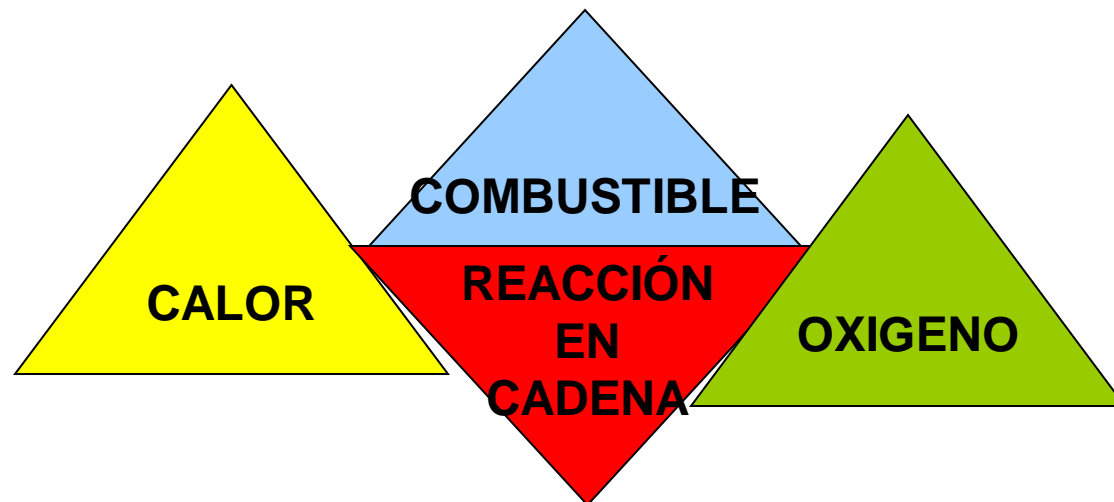 COMBUSTIBLE
CALOR
REACCIÓN
EN
CADENA
OXIGENO